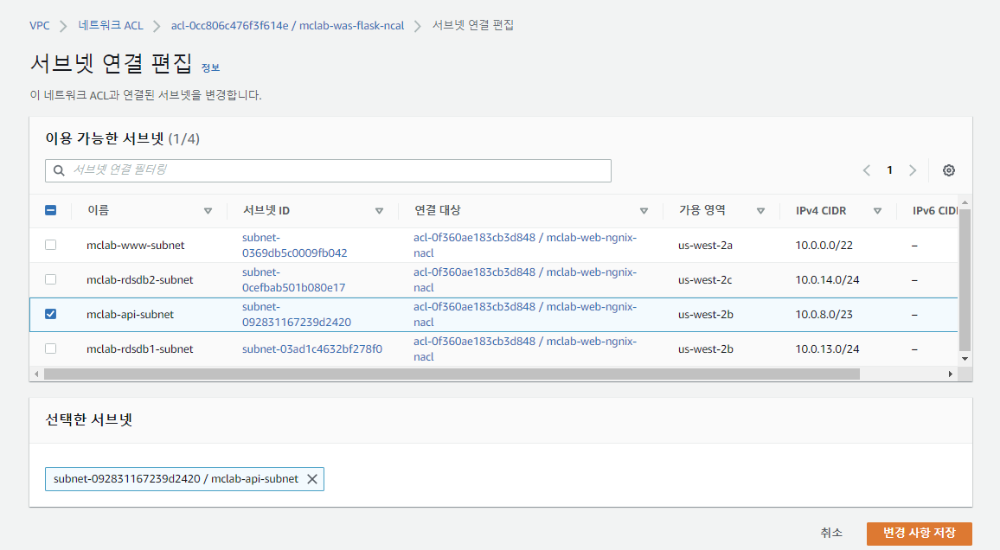 VPC 네트워크 ACL acl-0cc806c476f3f614e / mclab-was-flask-ncal 서브넷 연결 편집
서브넷 연결 편집 정보
이 네트워크 ACL과 연결된 서브넷을 변경합니다.
이용 가능한 서브넷 (1/4)
서브넷 연결 필터링
1
이름 서브넷 ID 연결 대상 가용 영역 IPv4 CIDR IPv6 CIDI
mclab-www-subnet subnet-
0369db5c0009fb042 acl-0f360ae183cb3d848 / mclab-web-ngnix-
nacl us-west-2a 10.0.0.0/22 –
mclab-rdsdb2-subnet subnet-
0cefbab501b080e17 acl-0f360ae183cb3d848 / mclab-web-ngnix-
nacl us-west-2c 10.0.14.0/24 –
mclab-api-subnet subnet-
092831167239d2420 acl-0f360ae183cb3d848 / mclab-web-ngnix-
nacl us-west-2b 10.0.8.0/23 –
mclab-rdsdb1-subnet subnet-03ad1c4632bf278f0 acl-0f360ae183cb3d848 / mclab-web-ngnix-
nacl us-west-2b 10.0.13.0/24 –
선택한 서브넷
subnet-092831167239d2420 / mclab-api-subnet
취소 변경 사항 저장